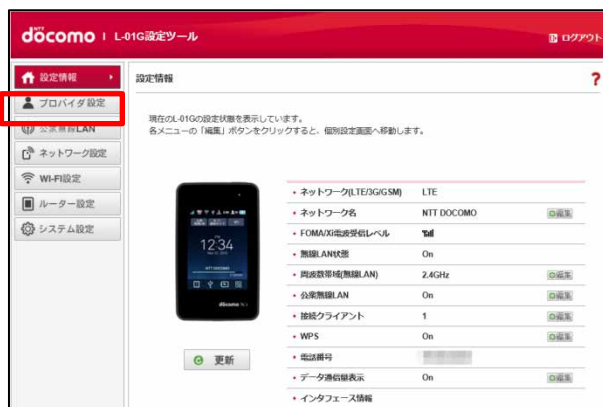 NTT
döcomo | L-01G設定ツール
ログアウト
設定情報
プロバイダ設定
公衆無線LAN
ネットワーク設定
WI-FI設定
ルーター設定
システム設定
設定情報
?
現在のL-01Gの設定状態を表示しています。
各メニューの「編集」ボタンをクリックすると、個別設定画面へ移動します。
12:34
NTT DOCOMO
döcomo
更新
・ネットワーク(LTE/3G/GSM) LTE
・ネットワーク名 NTT DOCOMO 編集
・FOMA/Xi電波受信レベル
・無線LAN状態 On
・周波数帯域(無線LAN) 2.4GHz 編集
・公衆無線LAN On 編集
・接続クライアント 1 編集
・WPS On 編集
・電話番号
・データ通信量表示 On 編集
・インタフェース情報